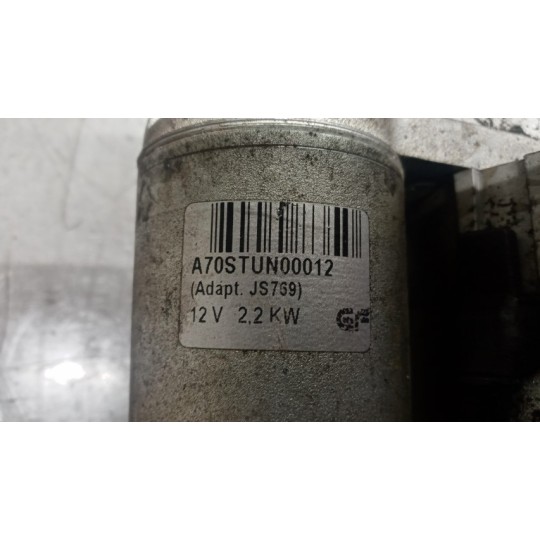 A70STUN00012
(Adapt. JS769)
12 V 2,2 KW